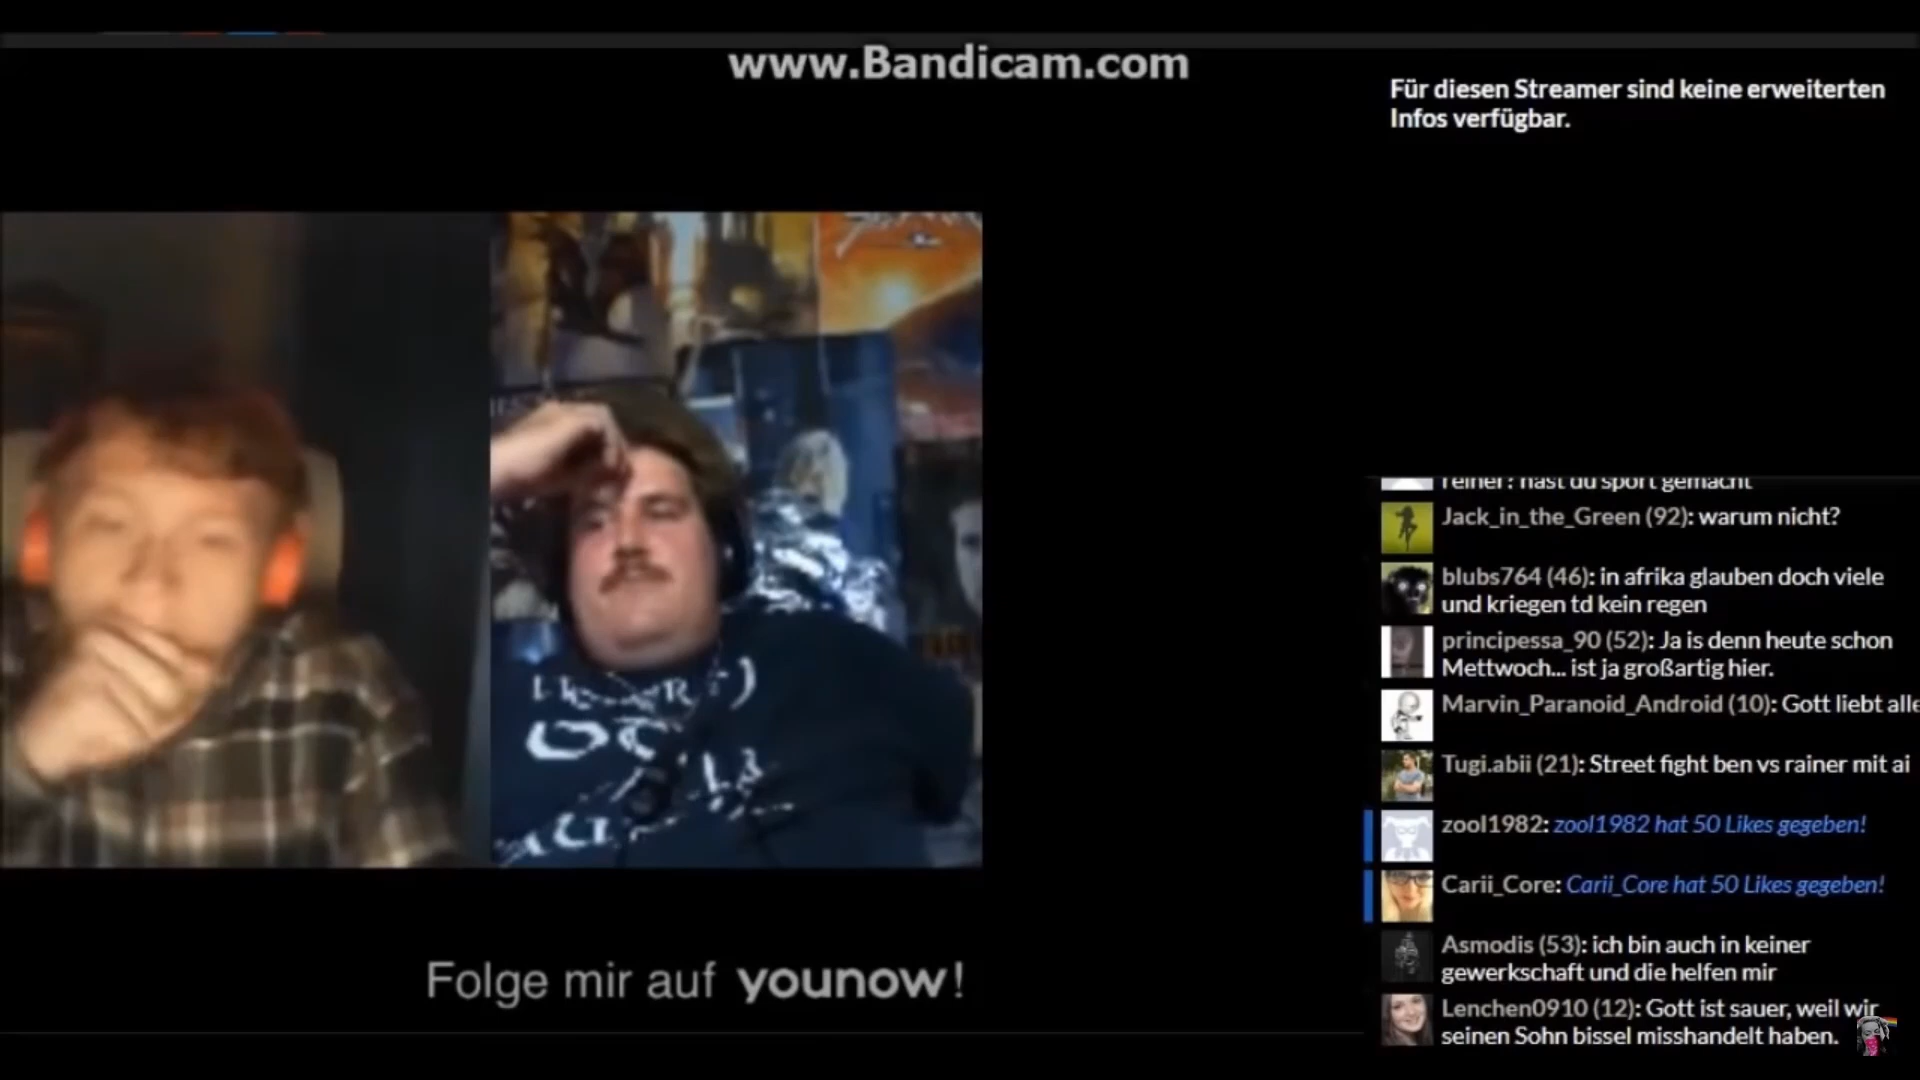 www.Bandicam.com
Für diesen Streamer sind keine erweiterten
Infos verfügbar.
reiner? hast du sport gemacht
Jack_in_the_Green (92): warum nicht?
blubs764 (46): in afrika glauben doch viele
und kriegen td kein regen
principessa_90 (52): Ja is denn heute schon
Mettwoch... ist ja großartig hier.
Marvin_Paranoid_Android (10): Gott liebt alle
Tugi.abii (21): Street fight ben vs rainer mit ai
zool1982: zool1982 hat 50 Likes gegeben!
Carii_Core: Carii_Core hat 50 Likes gegeben!
Asmodis (53): ich bin auch in keiner
gewerkschaft und die helfen mir
Lenchen0910 (12): Gott ist sauer, weil wir
seinen Sohn bissel misshandelt haben.
Folge mir auf younow!